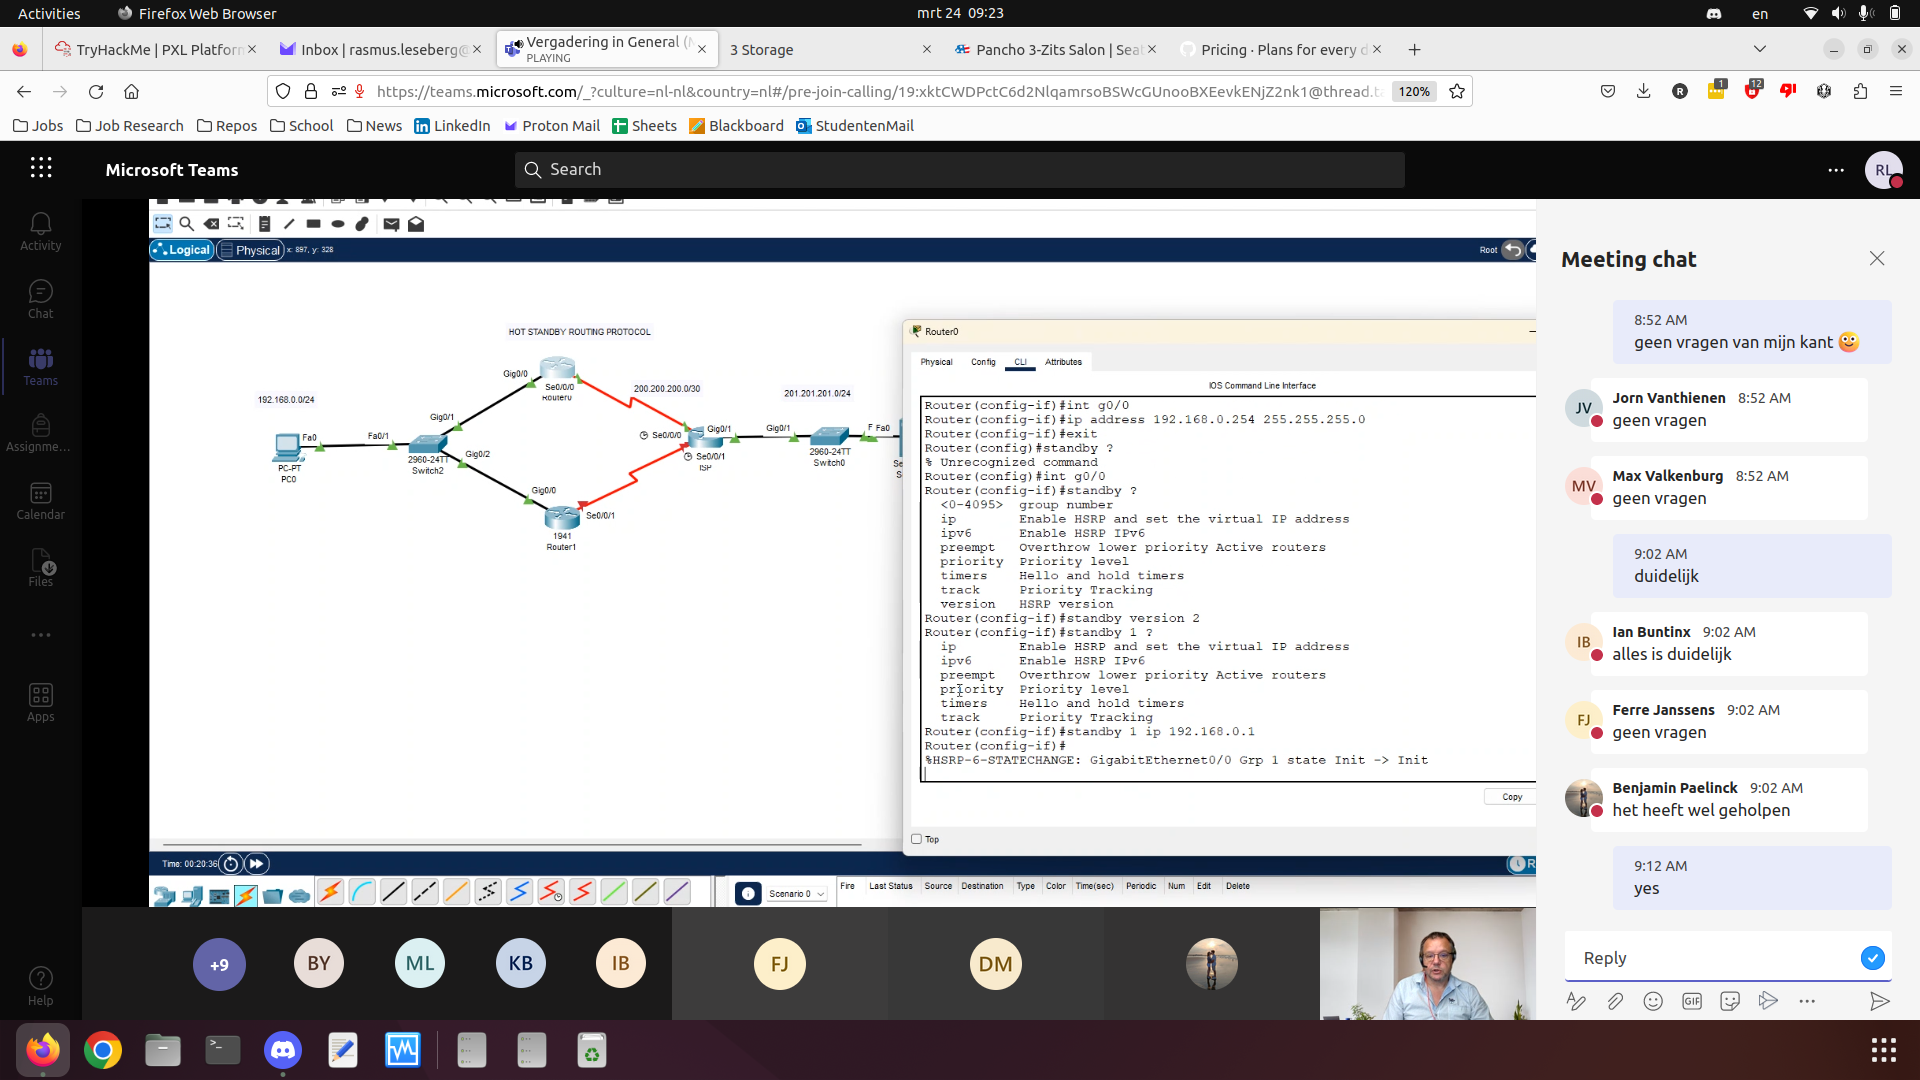 Activities
Firefox Web Browser
mrt 24 09:23
en
TryHackMe | PXL Platform
Inbox | rasmus.leseberg@
Vergadering in General (
PLAYING
3 Storage
Pancho 3-Zits Salon | Sea
Pricing · Plans for every d
https://teams.microsoft.com/_?culture=nl-nl&country=nl#/pre-join-calling/19:xktCWDPctC6d2NlqamrsoBSWcGUnooBXEevkENjZ2nk1@thread.t
120%
1
12
Jobs
Job Research
Repos
School
News
LinkedIn
Proton Mail
Sheets
Blackboard
StudentenMail
Microsoft Teams
Search
RL
Activity
Chat
Teams
Assignme...
Calendar
Files
Apps
Help
Logical
Physical
x: 897, y: 328
Root
HOT STANDBY ROUTING PROTOCOL
192.168.0.0/24
200.200.200.0/30
201.201.201.0/24
Gig0/0
Se0/0/0
Router0
Gig0/1
Fa0
Fa0/1
PC-PT
PC0
2960-24TT
Switch2
Gig0/2
Gig0/0
Se0/0/1
1941
Router1
Se0/0/0
Gig0/1
Se0/0/1
ISP
Gig0/1
2960-24TT
Switch0
F
Fa0
Se
S
Router0
Physical
Config
CLI
Attributes
IOS Command Line Interface
Router(config-if)#int g0/0
Router(config-if)#ip address 192.168.0.254 255.255.255.0
Router(config-if)#exit
Router(config)#standby ?
% Unrecognized command
Router(config)#int g0/0
Router(config-if)#standby ?
<0-4095> group number
ip Enable HSRP and set the virtual IP address
ipv6 Enable HSRP IPv6
preempt Overthrow lower priority Active routers
priority Priority level
timers Hello and hold timers
track Priority Tracking
version HSRP version
Router(config-if)#standby version 2
Router(config-if)#standby 1 ?
ip Enable HSRP and set the virtual IP address
ipv6 Enable HSRP IPv6
preempt Overthrow lower priority Active routers
priority Priority level
timers Hello and hold timers
track Priority Tracking
Router(config-if)#standby 1 ip 192.168.0.1
Router(config-if)#
%HSRP-6-STATECHANGE: GigabitEthernet0/0 Grp 1 state Init -> Init
Copy
Top
Time: 00:20:36
R
Scenario 0
Fire
Last Status
Source
Destination
Type
Color
Time(sec)
Periodic
Num
Edit
Delete
+9
BY
ML
KB
IB
FJ
DM
Meeting chat
8:52 AM
geen vragen van mijn kant
JV
Jorn Vanthienen 8:52 AM
geen vragen
MV
Max Valkenburg 8:52 AM
geen vragen
9:02 AM
duidelijk
IB
Ian Buntinx 9:02 AM
alles is duidelijk
FJ
Ferre Janssens 9:02 AM
geen vragen
Benjamin Paelinck 9:02 AM
het heeft wel geholpen
9:12 AM
yes
Reply
GIF